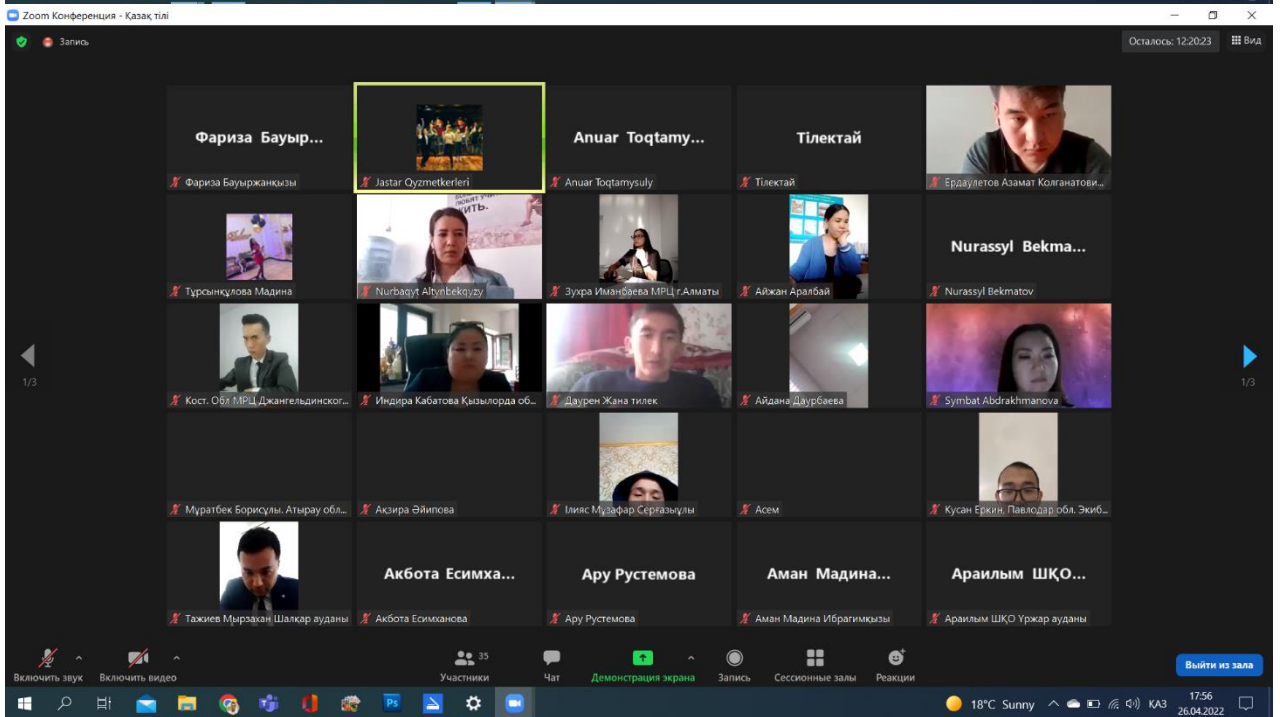 Zoom Конференция - Қазақ тілі
Запись
Осталось: 12:20:23
Вид
Фариза Бауыр...
Фариза Бауыржанқызы
Jastar Qyzmetkerleri
Anuar Toqtamy...
Anuar Toqtamysuly
Тілектай
Тілектай
Ердаулетов Азамат Колганатови...
Тұрсынқұлова Мадина
ЛЮБЯТ УЧИ
ЖИТЬ.
Nurbaqyt Altynbekqyzy
Зухра Иманбаева МРЦ г.Алматы
Айжан Аралбай
Nurassyl Bekma...
Nurassyl Bekmatov
1/3
Кост. Обл МРЦ Джангельдинског...
Индира Кабатова Қызылорда об...
Даурен Жана тилек
Айдана Даурбаева
Symbat Abdrakhmanova
1/3
Мұратбек Борисұлы. Атырау обл...
Ақзира Әйипова
Ілияс Мұзафар Серғазыұлы
Асем
Кусан Еркин. Павлодар обл. Экиб...
Тажиев Мырзахан Шалқар ауданы
Акбота Есимха...
Акбота Есимханова
Ару Рустемова
Ару Рустемова
Аман Мадина...
Аман Мадина Ибрагимқызы
Араилым ШҚО...
Араилым ШҚО Үржар ауданы
Включить звук
Включить видео
35
Участники
Чат
Демонстрация экрана
Запись
Сессионные залы
Реакции
Выйти из зала
Ps
18°C Sunny
ҚАЗ
17:56
26.04.2022